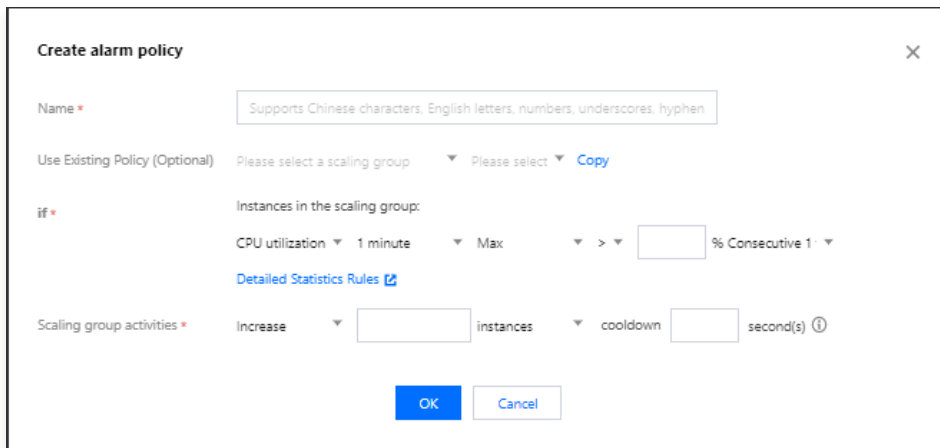 Create alarm policy
Name *
Supports Chinese characters, English letters, numbers, underscores, hyphen
Use Existing Policy (Optional) Please select a scaling group Please select Copy
if * Instances in the scaling group:
CPU utilization 1 minute Max > % Consecutive 1
Detailed Statistics Rules
Scaling group activities * Increase instances cooldown second(s)
OK Cancel